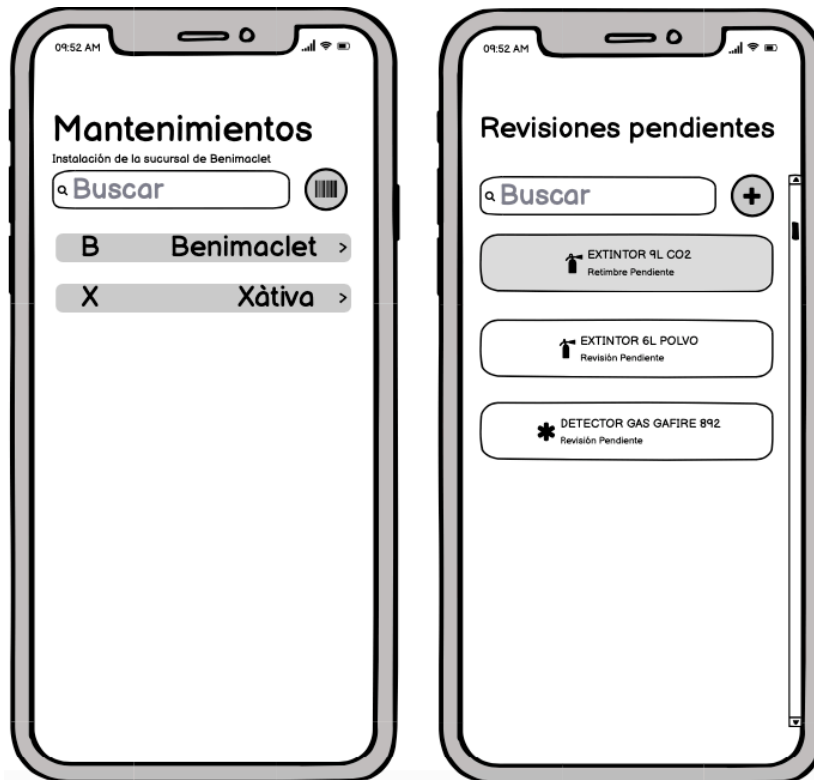 09:52 AM
Mantenimientos
Instalación de la sucursal de Benimaclet
Buscar
B Benimaclet >
X Xàtiva >
09:52 AM
Revisiones pendientes
Buscar
EXTINTOR 9L CO2
Retimbre Pendiente
EXTINTOR 6L POLVO
Revisión Pendiente
DETECTOR GAS GAFIRE 892
Revisión Pendiente